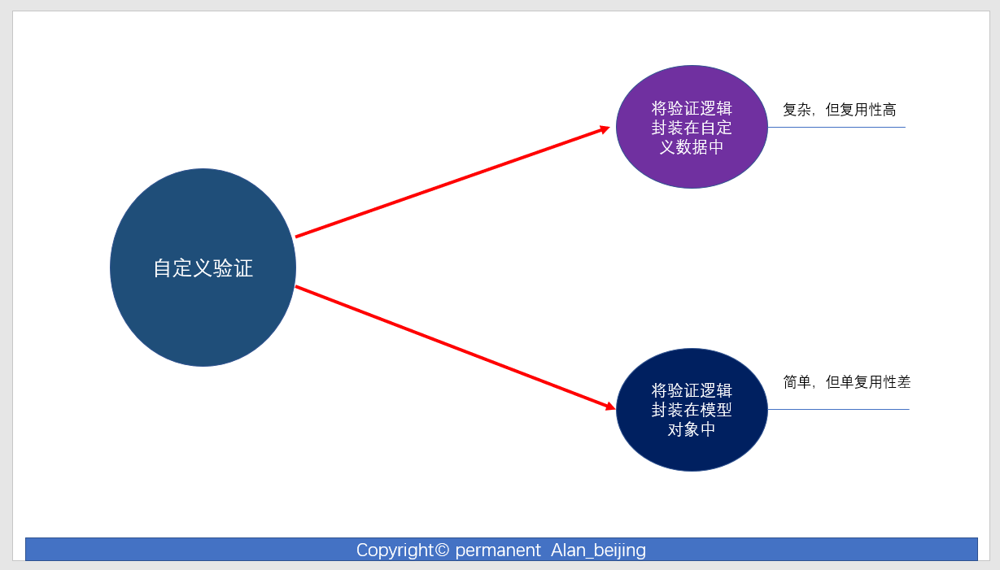 将验证逻辑
封装在自定
义数据中
复杂，但复用性高
自定义验证
将验证逻辑
封装在模型
对象中
简单，但单复用性差
Copyright© permanent  Alan_beijing